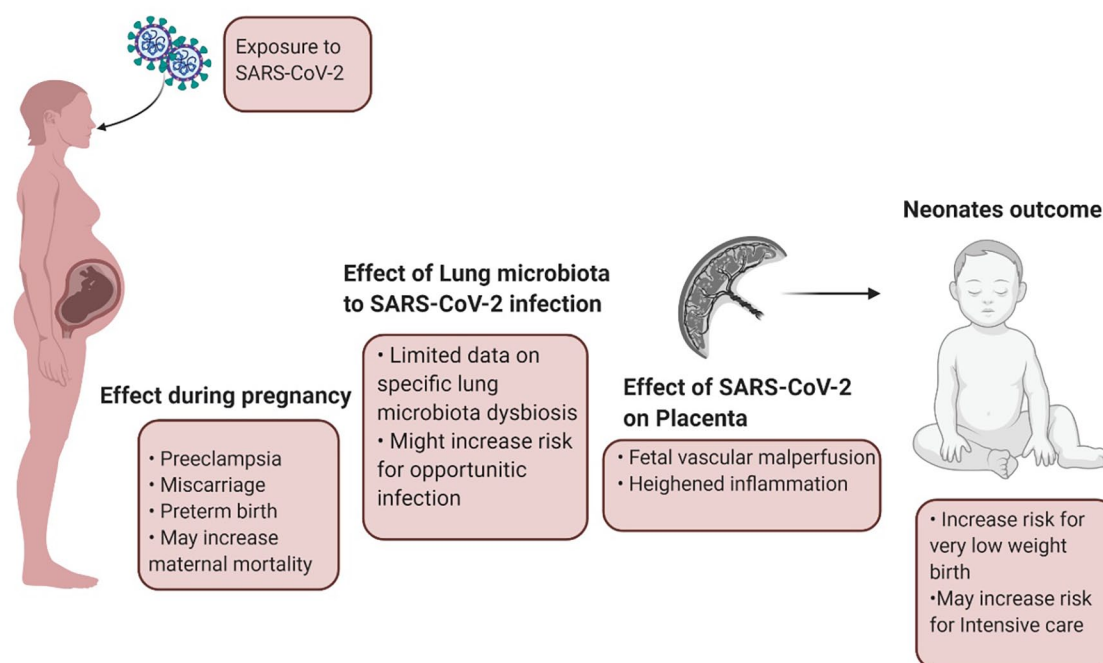 Exposure to
SARS-CoV-2
Neonates outcome
Effect of Lung microbiota
to SARS-CoV-2 infection
• Limited data on
specific lung
microbiota dysbiosis
• Might increase risk
for opportunitic
infection
Effect of SARS-CoV-2
on Placenta
• Fetal vascular malperfusion
• Heighened inflammation
Effect during pregnancy
• Preeclampsia
• Miscarriage
• Preterm birth
• May increase
maternal mortality
• Increase risk for
very low weight
birth
•May increase risk
for Intensive care